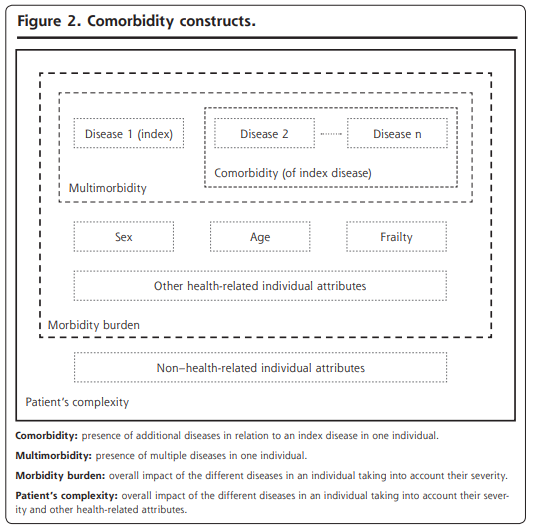 Figure 2. Comorbidity constructs.
Disease 1 (index)
Disease 2
Disease n
Comorbidity (of index disease)
Multimorbidity
Sex
Age
Frailty
Other health-related individual attributes
Morbidity burden
Non–health-related individual attributes
Patient's complexity
Comorbidity: presence of additional diseases in relation to an index disease in one individual.
Multimorbidity: presence of multiple diseases in one individual.
Morbidity burden: overall impact of the different diseases in an individual taking into account their severity.
Patient's complexity: overall impact of the different diseases in an individual taking into account their sever-
ity and other health-related attributes.